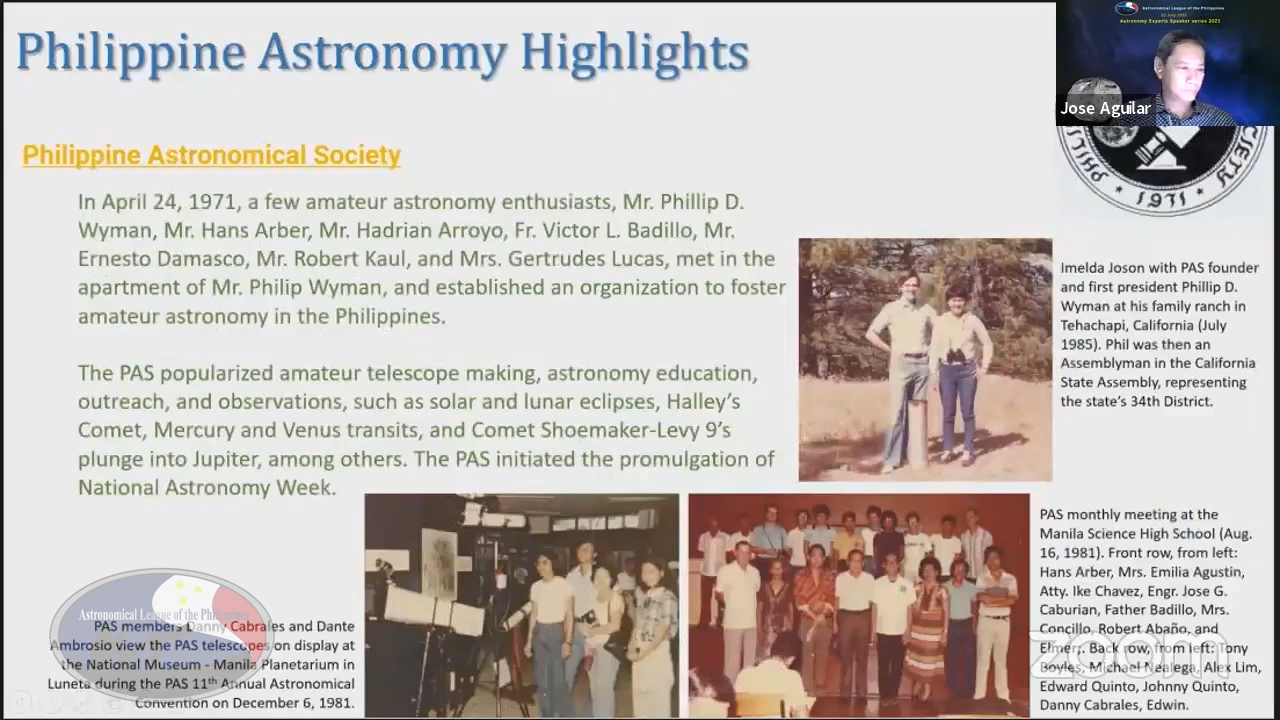 Philippine Astronomy Highlights
Astronomical League of the Philippines
Astronomy Experts Speaker series 2023
Jose Aguilar
1971
Philippine Astronomical Society
In April 24, 1971, a few amateur astronomy enthusiasts, Mr. Phillip D.
Wyman, Mr. Hans Arber, Mr. Hadrian Arroyo, Fr. Victor L. Badillo, Mr.
Ernesto Damasco, Mr. Robert Kaul, and Mrs. Gertrudes Lucas, met in the
apartment of Mr. Philip Wyman, and established an organization to foster
amateur astronomy in the Philippines.
The PAS popularized amateur telescope making, astronomy education,
outreach, and observations, such as solar and lunar eclipses, Halley's
Comet, Mercury and Venus transits, and Comet Shoemaker-Levy 9's
plunge into Jupiter, among others. The PAS initiated the promulgation of
National Astronomy Week.
Imelda Joson with PAS founder
and first president Phillip D.
Wyman at his family ranch in
Tehachapi, California (July
1985). Phil was then an
Assemblyman in the California
State Assembly, representing
the state's 34th District.
PAS monthly meeting at the
Manila Science High School (Aug.
16, 1981). Front row, from left:
Hans Arber, Mrs. Emilia Agustin,
Atty. Ike Chavez, Engr. Jose G.
Caburian, Father Badillo, Mrs.
Concillo, Robert Abaño, and
Elmer. Back row, from left: Tony
Boyles, Michael Nealega, Alex Lim,
Edward Quinto, Johnny Quinto,
Danny Cabrales, Edwin.
zoom
Astronomical League of the Philippines
PAS members Danny Cabrales and Dante
Ambrosio view the PAS telescopes on display at
the National Museum - Manila Planetarium in
Luneta during the PAS 11th Annual Astronomical
Convention on December 6, 1981.